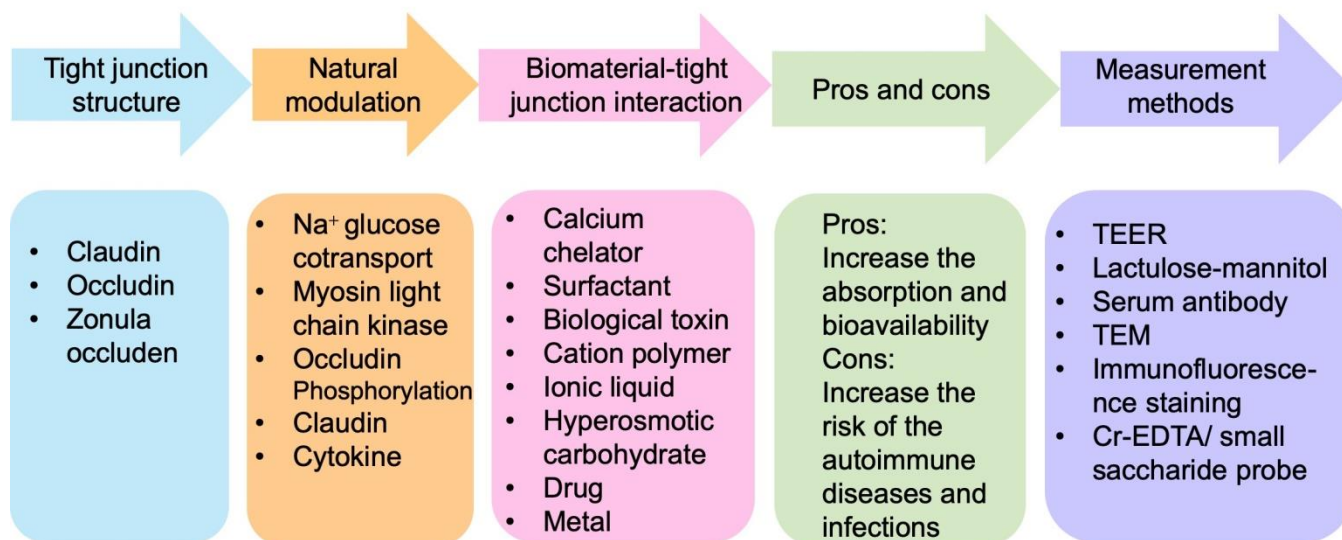 Tight junction
structure
Natural
modulation
Biomaterial-tight
junction interaction
Pros and cons
Measurement
methods
• Claudin
• Occludin
• Zonula
occluden
• Na⁺ glucose
cotransport
• Myosin light
chain kinase
• Occludin
Phosphorylation
• Claudin
• Cytokine
• Calcium
chelator
• Surfactant
• Biological toxin
• Cation polymer
• Ionic liquid
• Hyperosmotic
carbohydrate
• Drug
• Metal
Pros:
Increase the
absorption and
bioavailability
Cons:
Increase the
risk of the
autoimmune
diseases and
infections
• TEER
• Lactulose-mannitol
• Serum antibody
• TEM
• Immunofluoresce-
nce staining
• Cr-EDTA/ small
saccharide probe